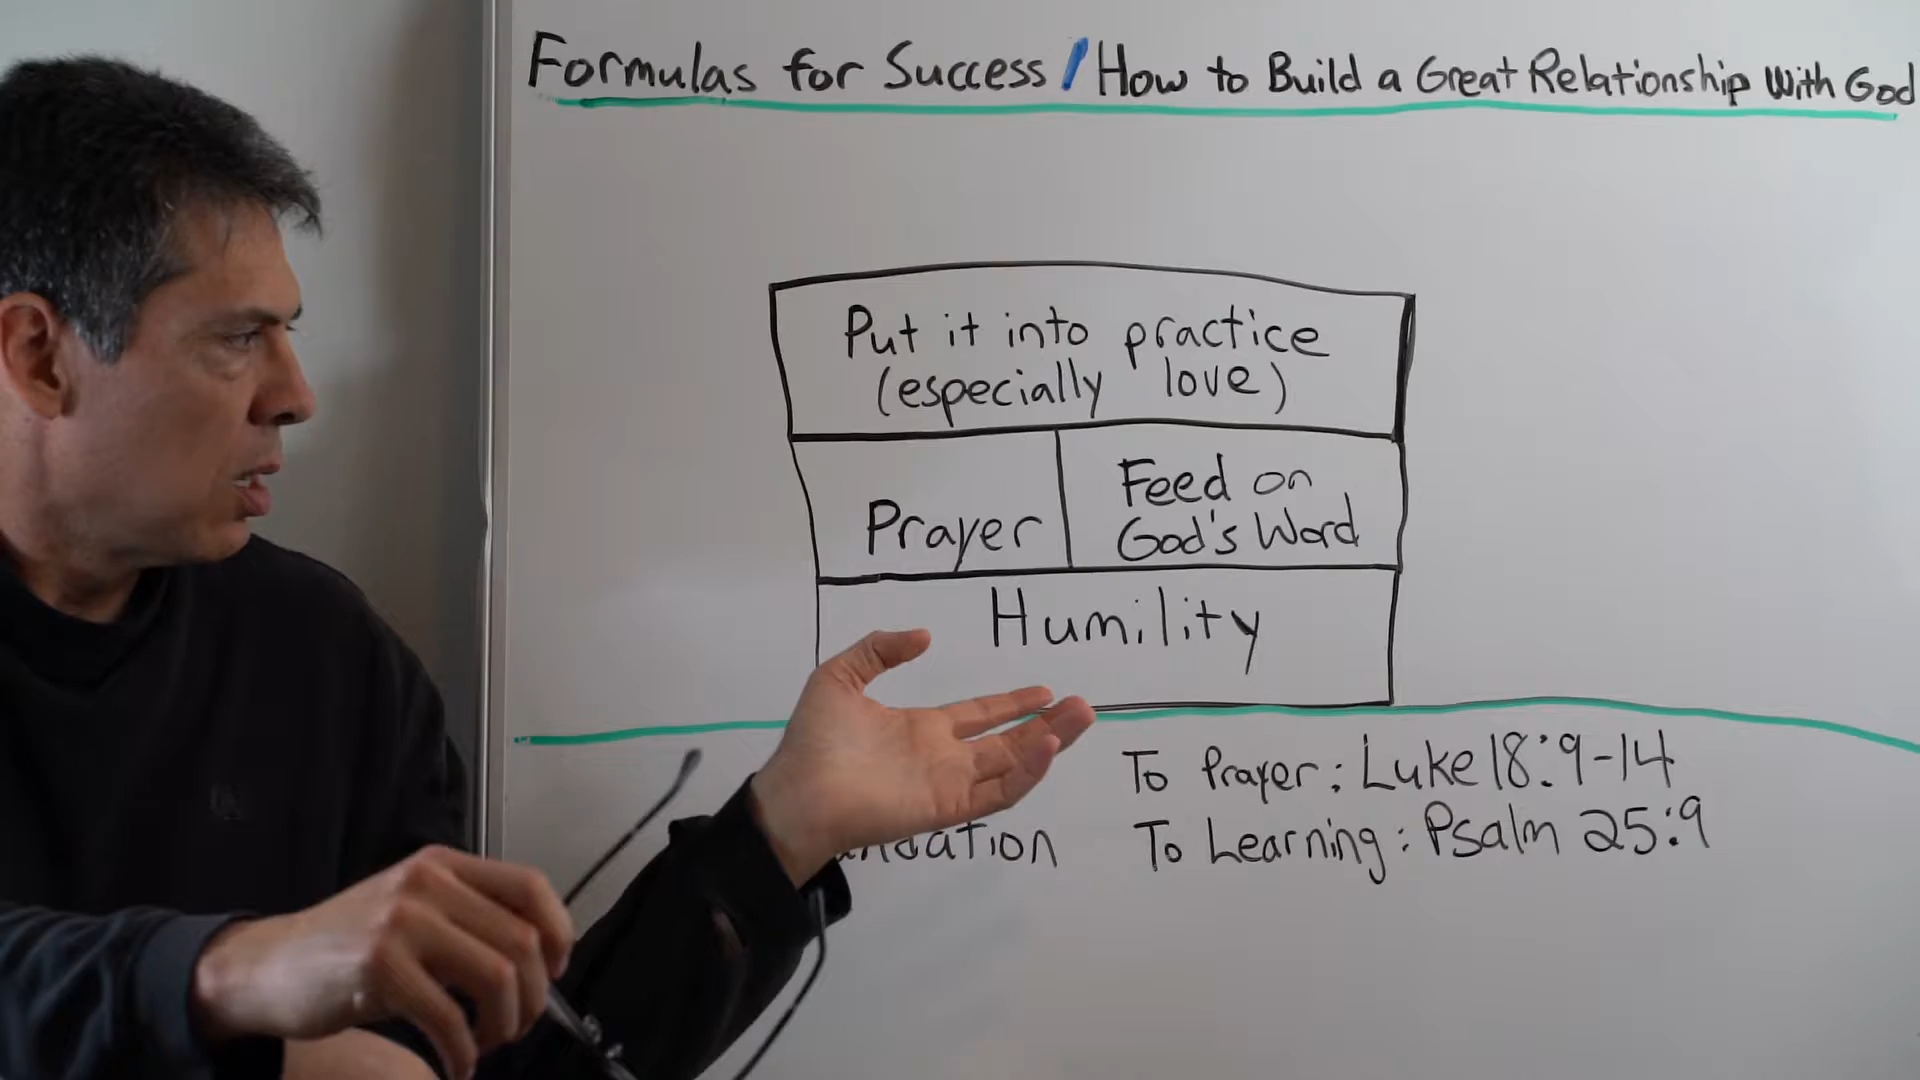 Formulas for Success / How to Build a Great Relationship With God
Put it into practice
(especially love)
Prayer
Feed on
God's Word
Humility
To Prayer: Luke 18:9-14
To Learning: Psalm 25:9